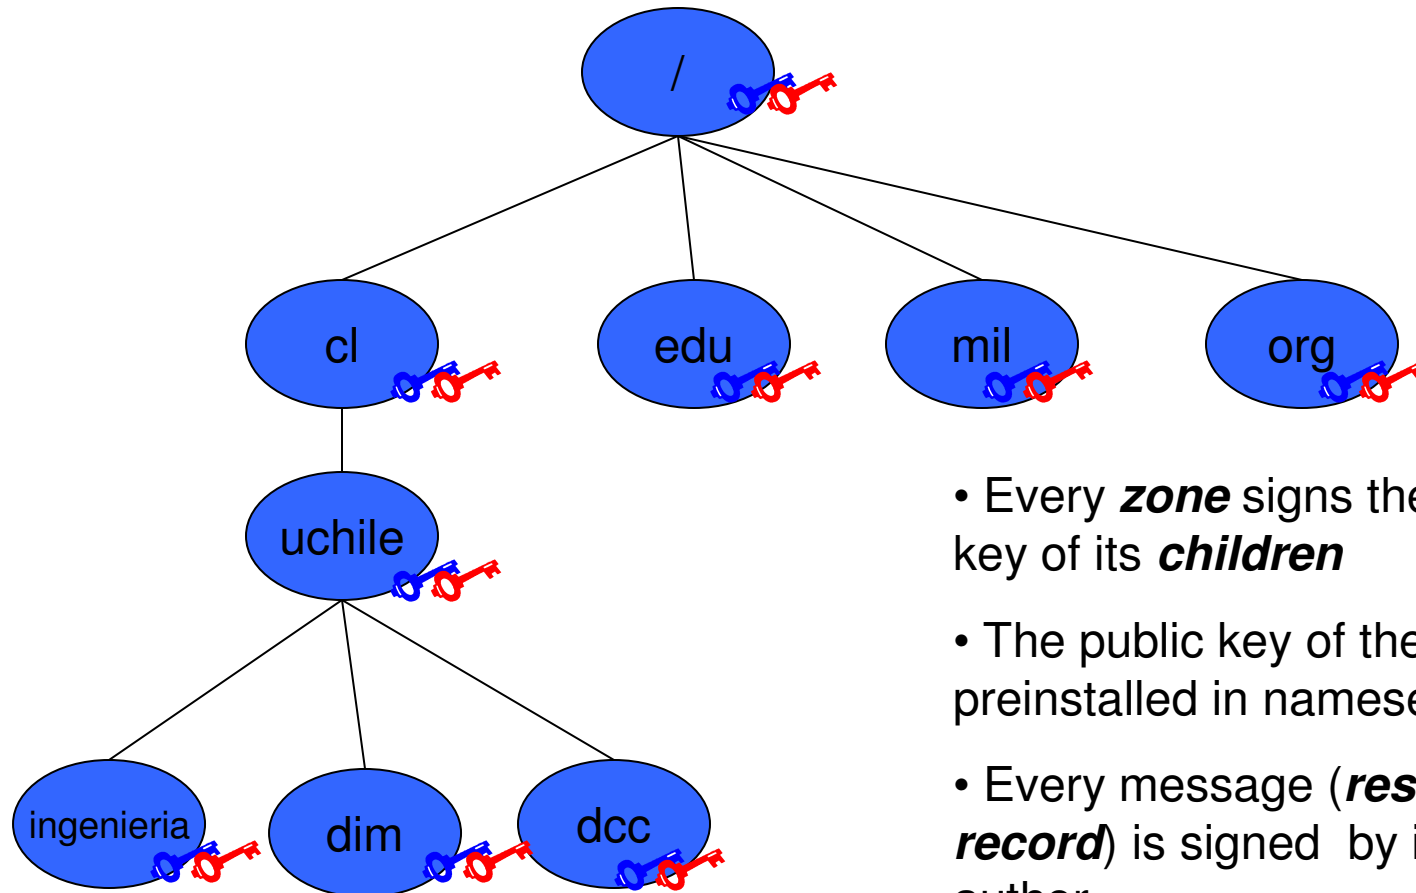 /
cl
edu
mil
org
uchile
ingenieria
dim
dcc
• Every zone signs the
key of its children
• The public key of the
preinstalled in namese
• Every message (res
record) is signed by i
author